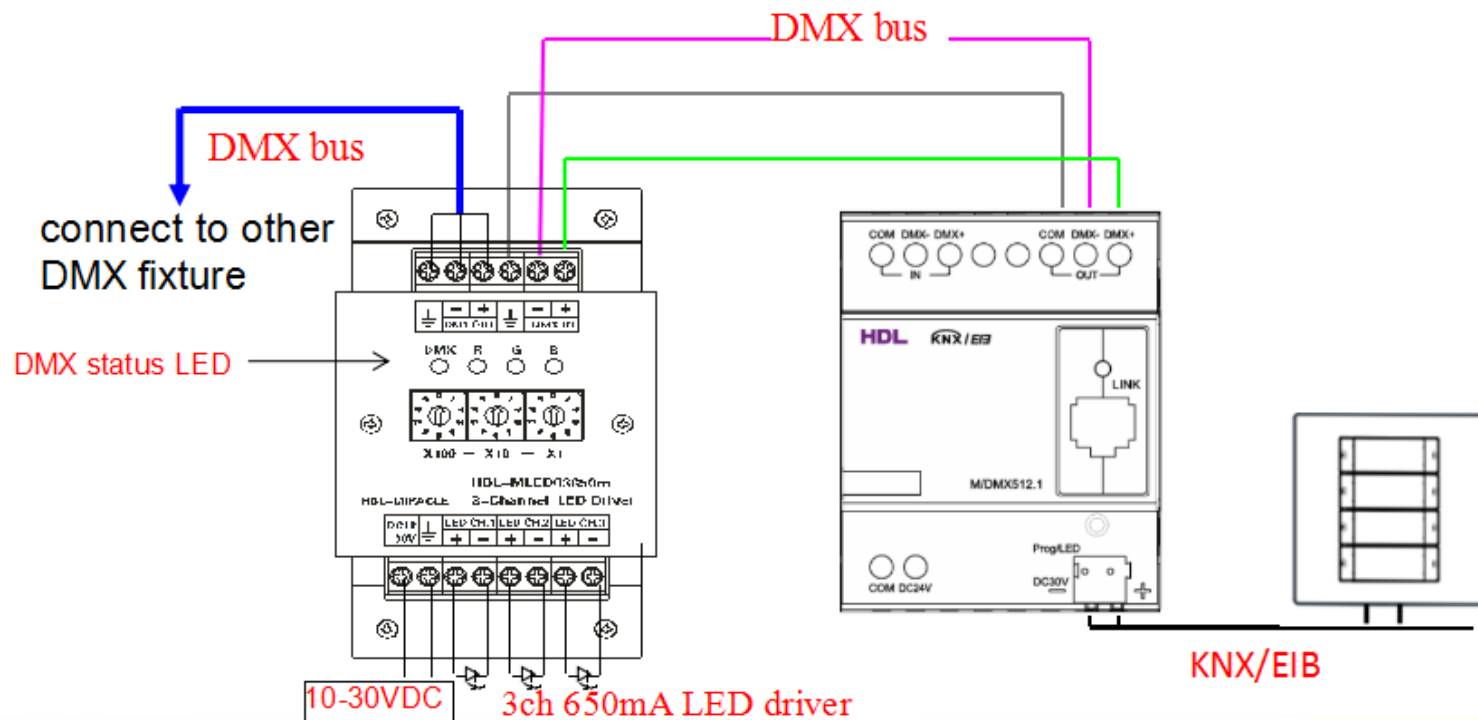 DMX bus
DMX bus
connect to other
DMX fixture
DMX status LED
DMX R G B
X100 - X10 - X1
3-Channel LED Driver
LED CH.1 LED CH.2 LED CH.3
+ - + - + -
10-30VDC
3ch 650mA LED driver
COM DMX- DMX+ COM DMX- DMX+
IN OUT
HDL KNX/EIB
LINK
M/DMX512.1
Prog/LED
COM DC24V
DC30V
- +
KNX/EIB